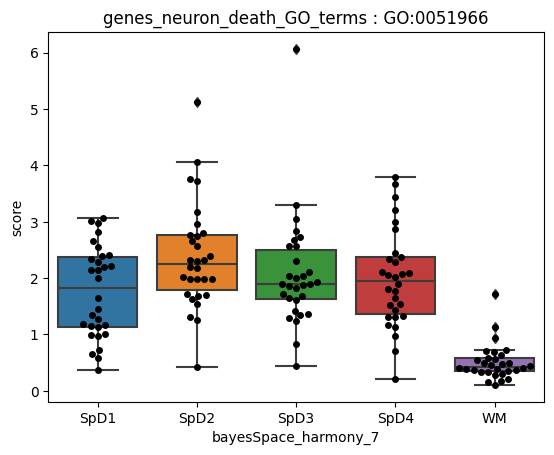 genes_neuron_death_GO_terms : GO:0051966
6
5
4
3
2
1
0
score
SpD1 SpD2 SpD3 SpD4 WM
bayesSpace_harmony_7